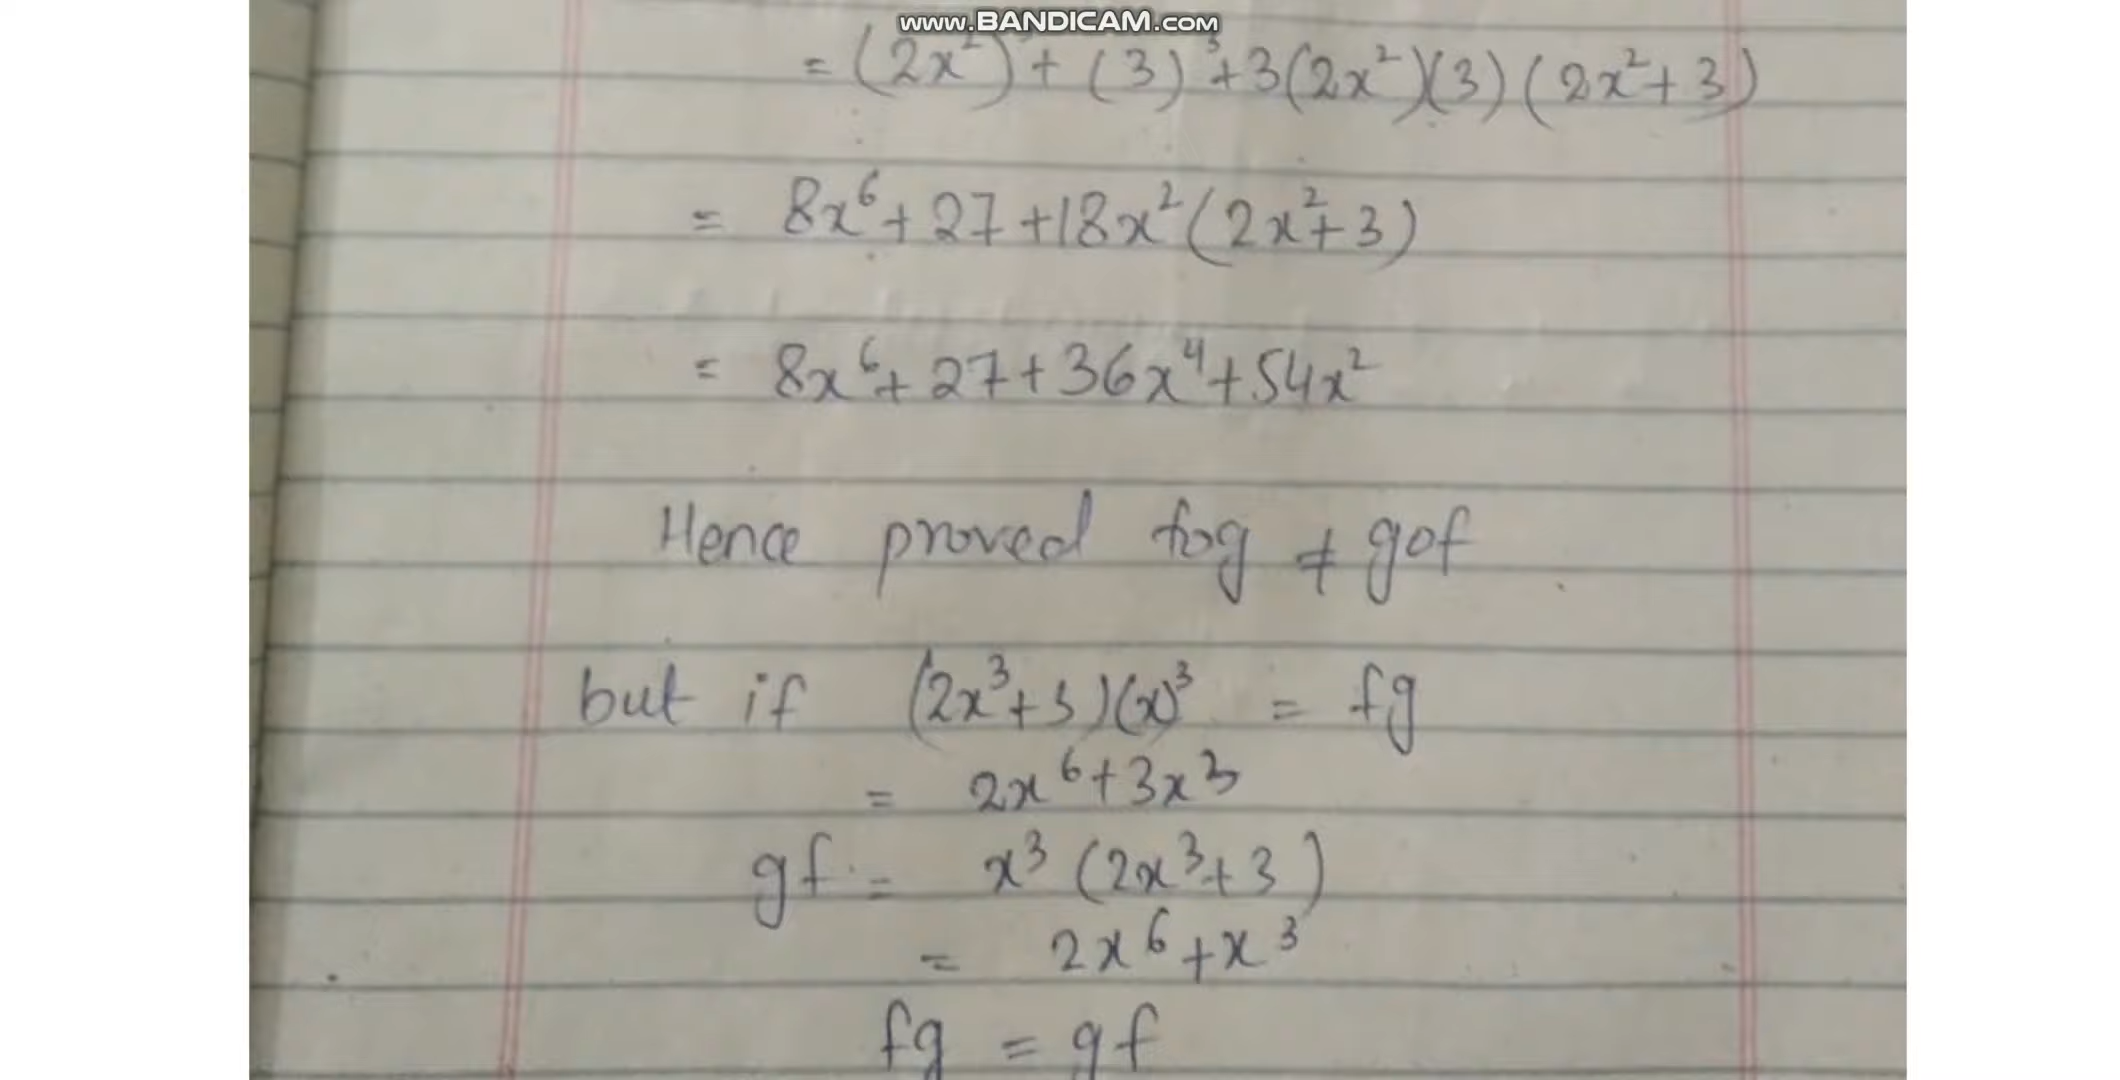 www.BANDICAM.com
= (2x²)³ + (3)³ + 3(2x²)(3) (2x²+3)
= 8x⁶ + 27 + 18x² (2x²+3)
= 8x⁶ + 27 + 36x⁴ + 54x²
Hence proved fog ≠ gof
but if (2x³+3)(x)³ = fg
= 2x⁶ + 3x³
gf = x³ (2x³+3)
= 2x⁶ + x³
fg = gf